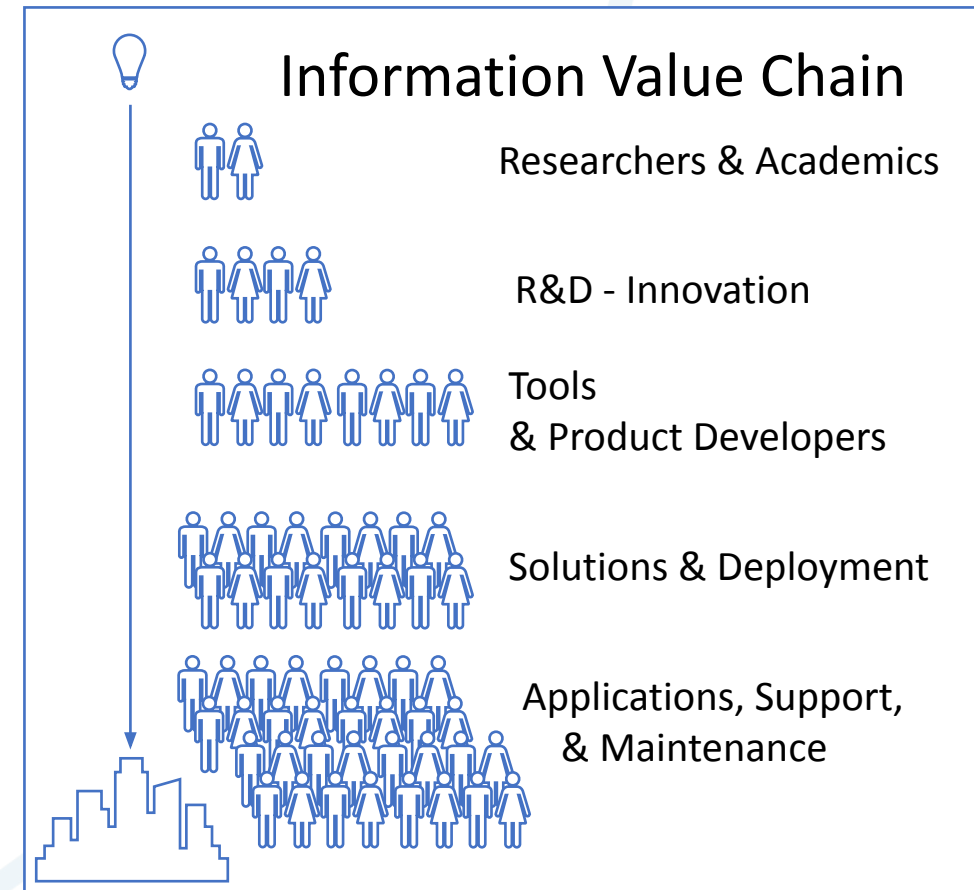 Information Value Chain
Researchers & Academics
R&D - Innovation
Tools
& Product Developers
Solutions & Deployment
Applications, Support,
& Maintenance